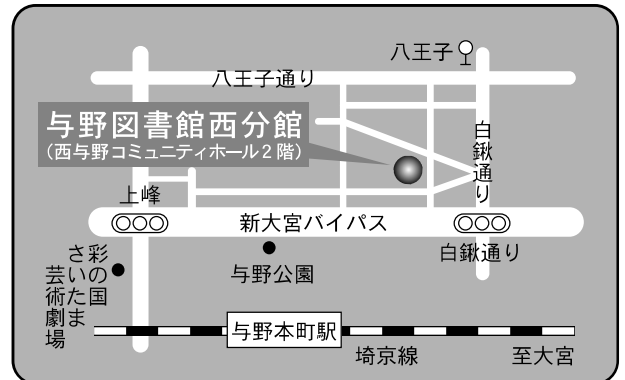 八王子
八王子通り
与野図書館西分館
(西与野コミュニティホール2階)
白鍬通り
上峰
新大宮バイパス
白鍬通り
与野公園
彩の国
さいたま
芸術劇場
与野本町駅
埼京線
至大宮